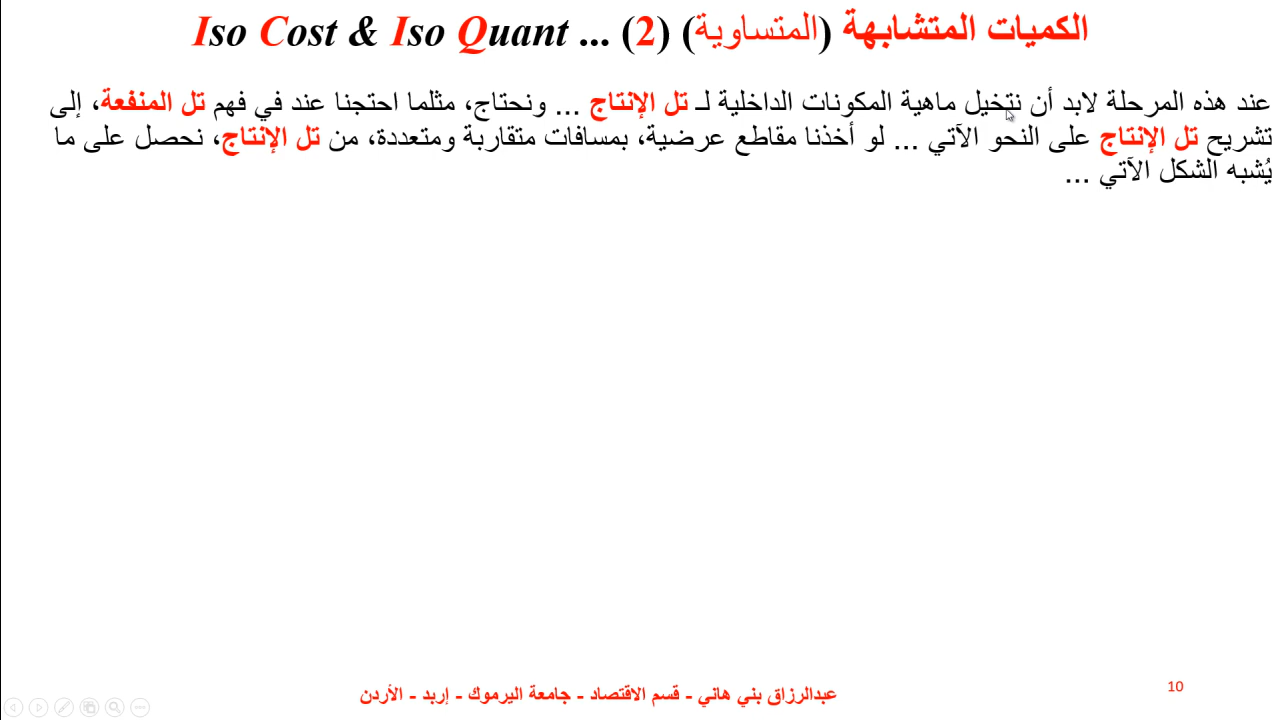 الكميات المتشابهة (المتساوية) (2) ... Iso Cost & Iso Quant
عند هذه المرحلة لابد أن نتخيل ماهية المكونات الداخلية لـ تل الإنتاج ... ونحتاج، مثلما احتجنا عند في فهم تل المنفعة، إلى
تشريح تل الإنتاج على النحو الآتي ... لو أخذنا مقاطع عرضية، بمسافات متقاربة ومتعددة، من تل الإنتاج، نحصل على ما
يُشبه الشكل الآتي ...
عبدالرزاق بني هاني - قسم الاقتصاد - جامعة اليرموك - إربد - الأردن
10